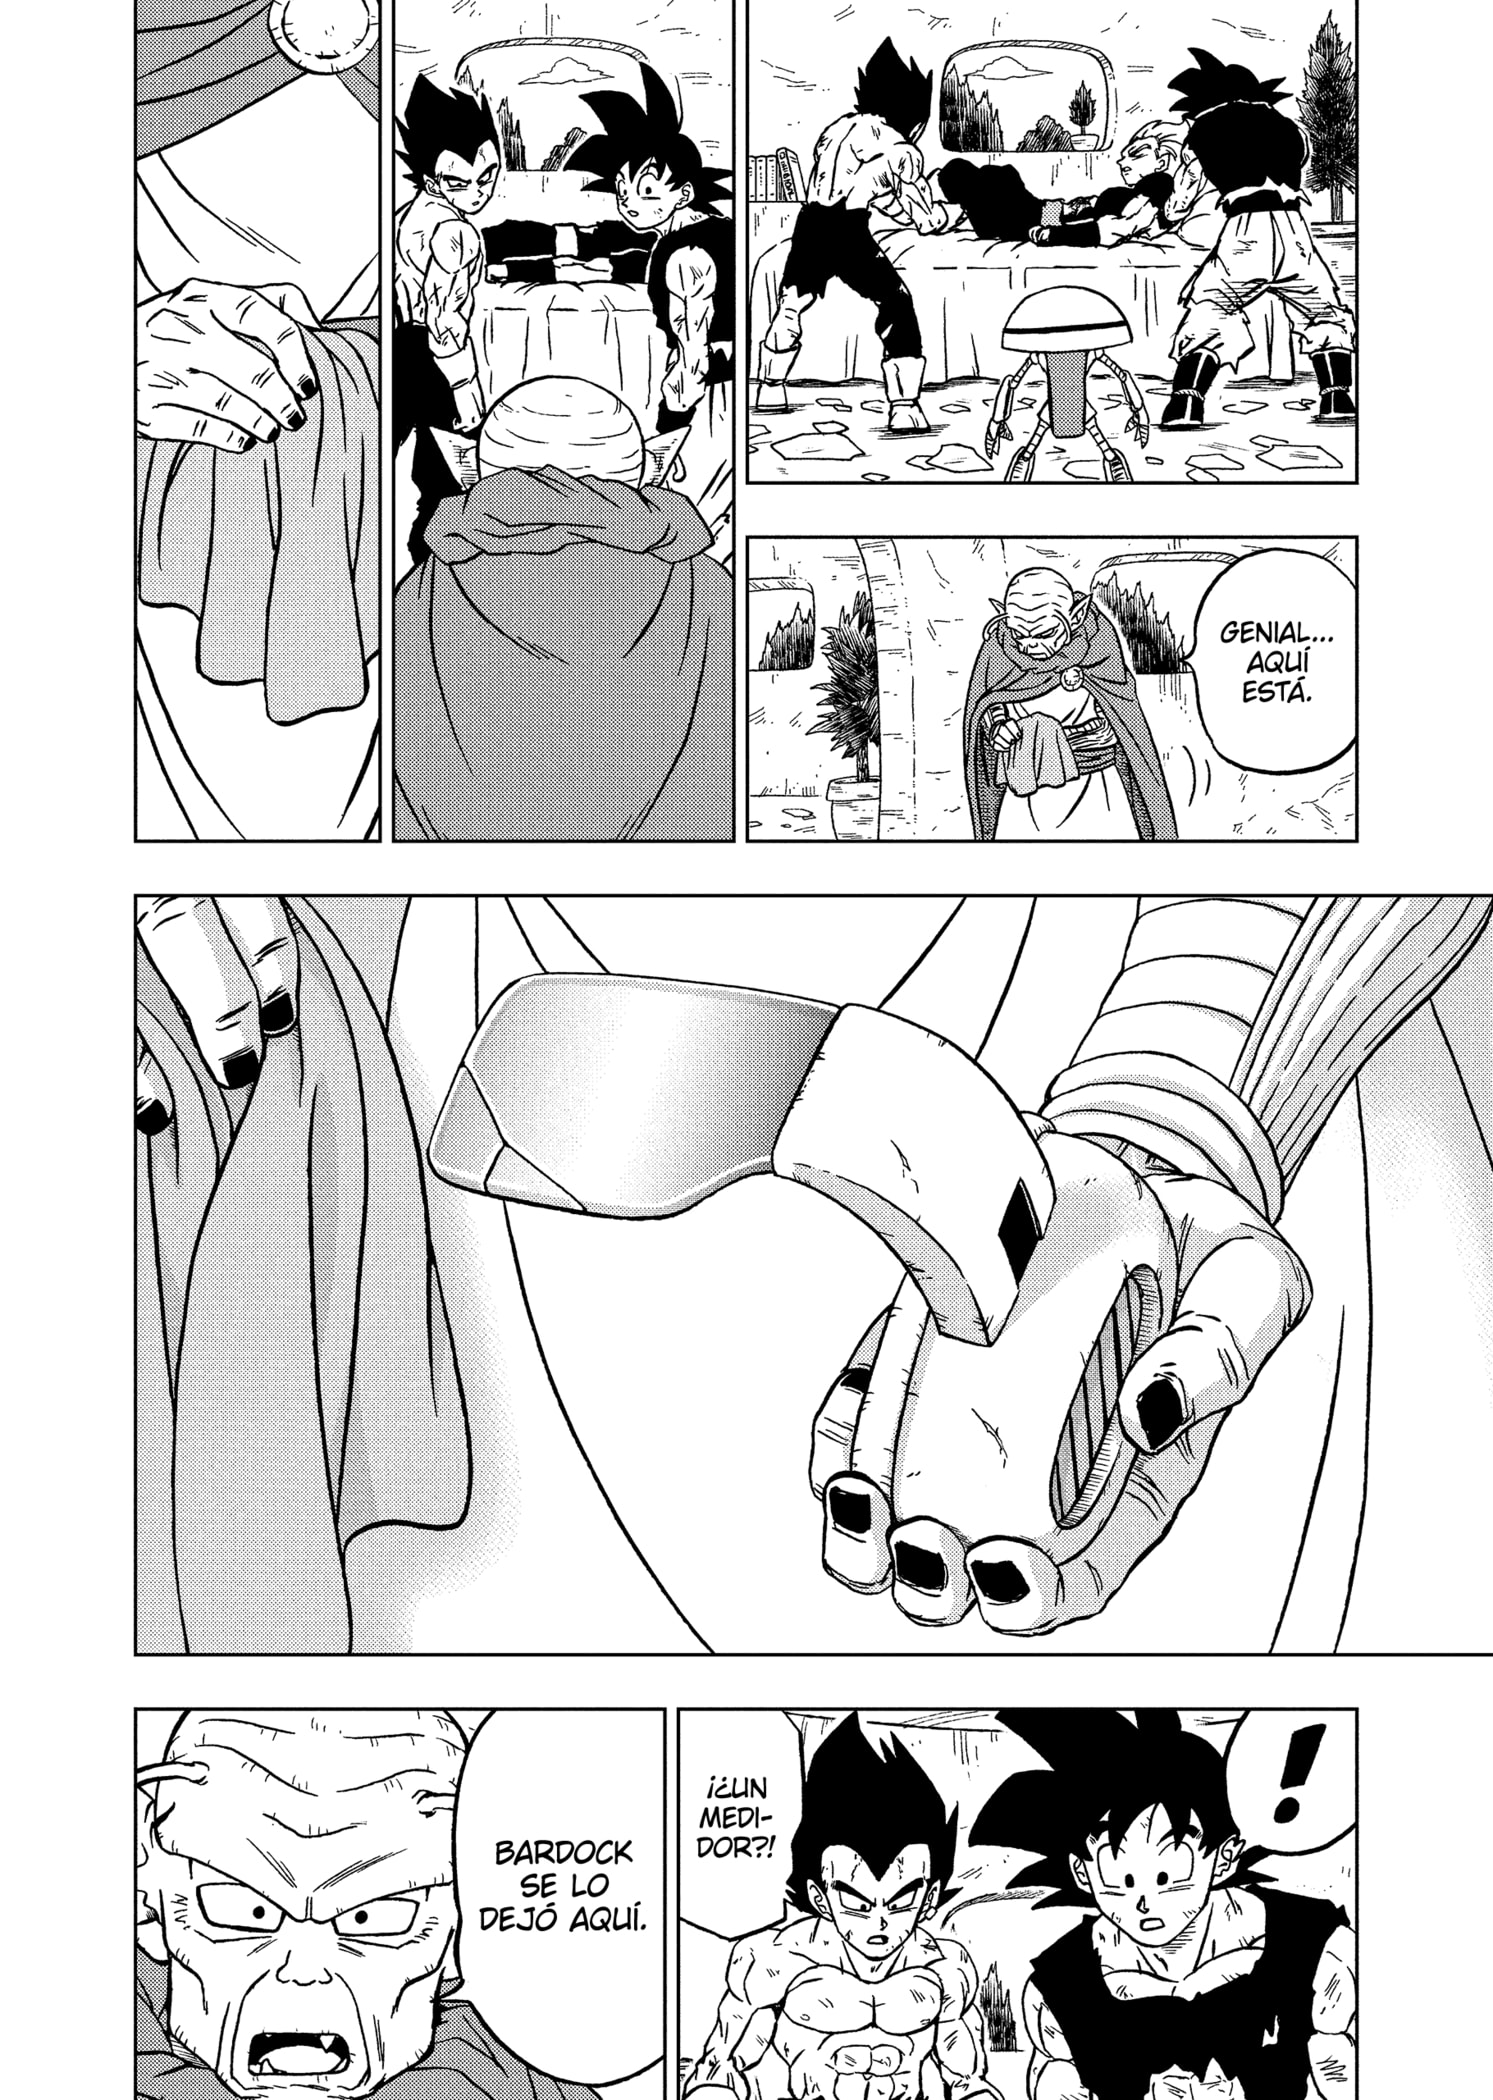 GENIAL...
AQUÍ
ESTÁ.
!
¡¿UN
MEDI-
DOR?!
BARDOCK
SE LO
DEJÓ AQUÍ.